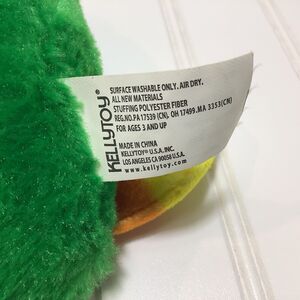 KELLYTOY®
SURFACE WASHABLE ONLY. AIR DRY.
ALL NEW MATERIALS
STUFFING POLYESTER FIBER
REG.NO.PA 17539 (CN), OH 17499.MA 3353(CN)
FOR AGES 3 AND UP
MADE IN CHINA
KELLYTOY® U.S.A. INC.
LOS ANGELES CA 90058 U.S.A.
www.kellytoy.com